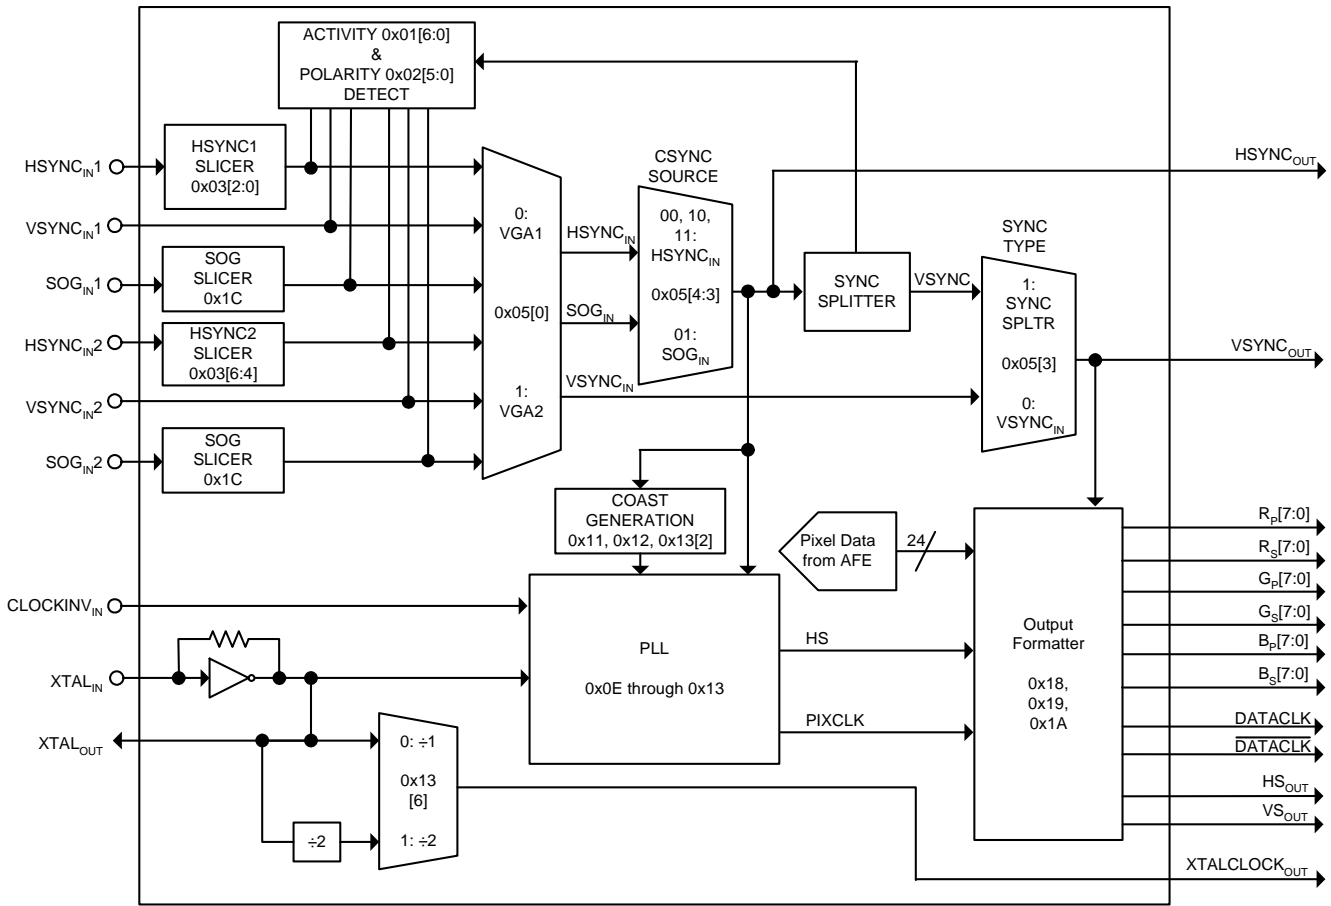 ACTIVITY 0x01[6:0]
&
POLARITY 0x02[5:0]
DETECT
HSYNCIN1
HSYNC1
SLICER
0x03[2:0]
VSYNCIN1
SOGIN1
SOG
SLICER
0x1C
HSYNCIN2
HSYNC2
SLICER
0x03[6:4]
VSYNCIN2
SOGIN2
SOG
SLICER
0x1C
0:
VGA1
0x05[0]
1:
VGA2
HSYNCIN
SOGIN
VSYNCIN
CSYNC
SOURCE
00, 10,
11:
HSYNCIN
0x05[4:3]
01:
SOGIN
SYNC
SPLITTER
VSYNC
SYNC
TYPE
1:
SYNC
SPLTR
0x05[3]
0:
VSYNCIN
HSYNCOUT
VSYNCOUT
COAST
GENERATION
0x11, 0x12, 0x13[2]
Pixel Data
from AFE
24
CLOCKINVIN
XTALIN
XTALOUT
PLL
0x0E through 0x13
HS
PIXCLK
0: ÷1
0x13
[6]
1: ÷2
÷2
Output
Formatter
0x18,
0x19,
0x1A
RP[7:0]
RS[7:0]
GP[7:0]
GS[7:0]
BP[7:0]
BS[7:0]
DATACLK
DATACLK
HSOUT
VSOUT
XTALCLOCKOUT